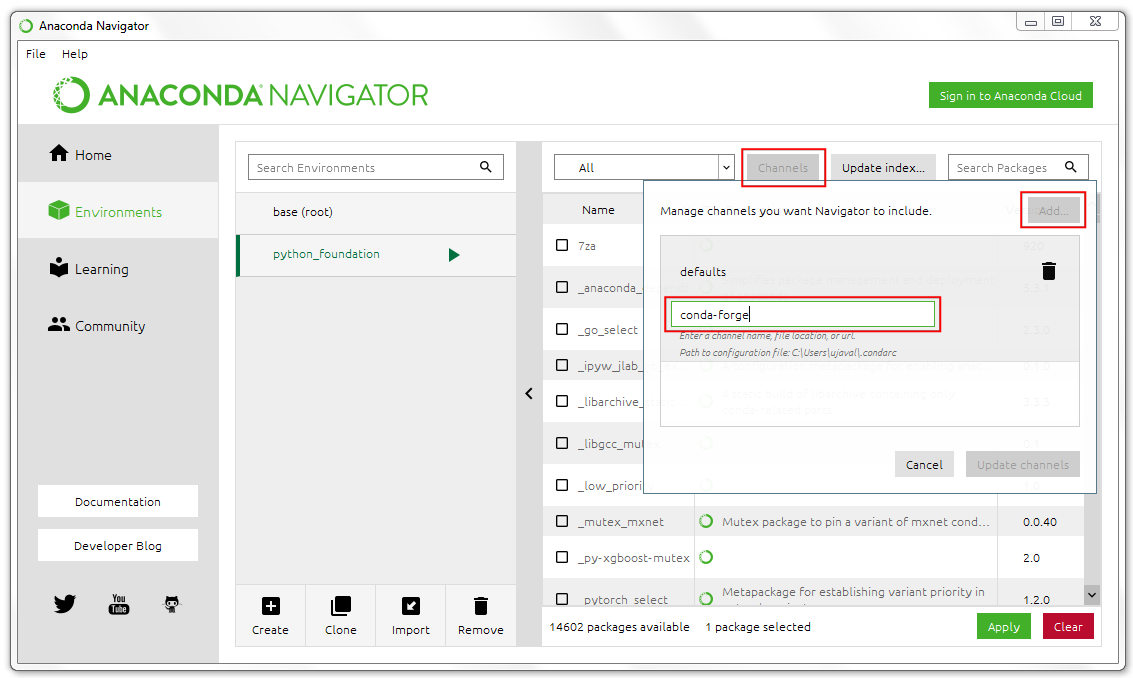 Anaconda Navigator
File Help
ANACONDA NAVIGATOR
Sign in to Anaconda Cloud
Home
Environments
Learning
Community
Documentation
Developer Blog
You Tube
Search Environments
base (root)
python_foundation
Create Clone Import Remove
All Channels Update index... Search Packages
Manage channels you want Navigator to include. Add...
defaults
conda-forge
Enter a channel name, file location, or url.
Path to configuration file: C:\Users\ujaval\.condarc
Cancel Update channels
Name
7za
_anaconda_
_go_select
_ipyw_jlab_
_libarchive_
_libgcc_mu
_low_priori
_mutex_mxnet Mutex package to pin a variant of mxnet cond... 0.0.40
_py-xgboost-mutex 2.0
_pytorch_select Metapackage for establishing variant priority in 1.2.0
14602 packages available 1 package selected Apply Clear